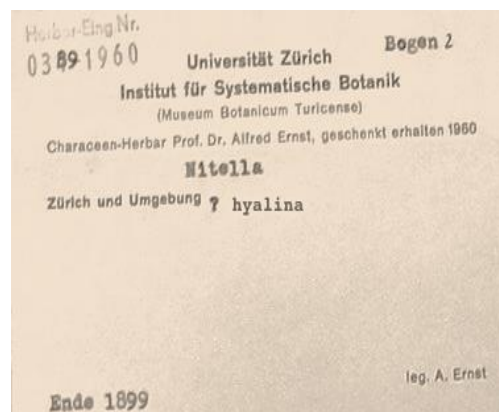 Herbar-Eing Nr.
03891960
Bogen 2
Universität Zürich
Institut für Systematische Botanik
(Museum Botanicum Turicense)
Characeen-Herbar Prof. Dr. Alfred Ernst, geschenkt erhalten 1960
Nitella
Zürich und Umgebung ? hyalina
leg. A. Ernst
Ende 1899